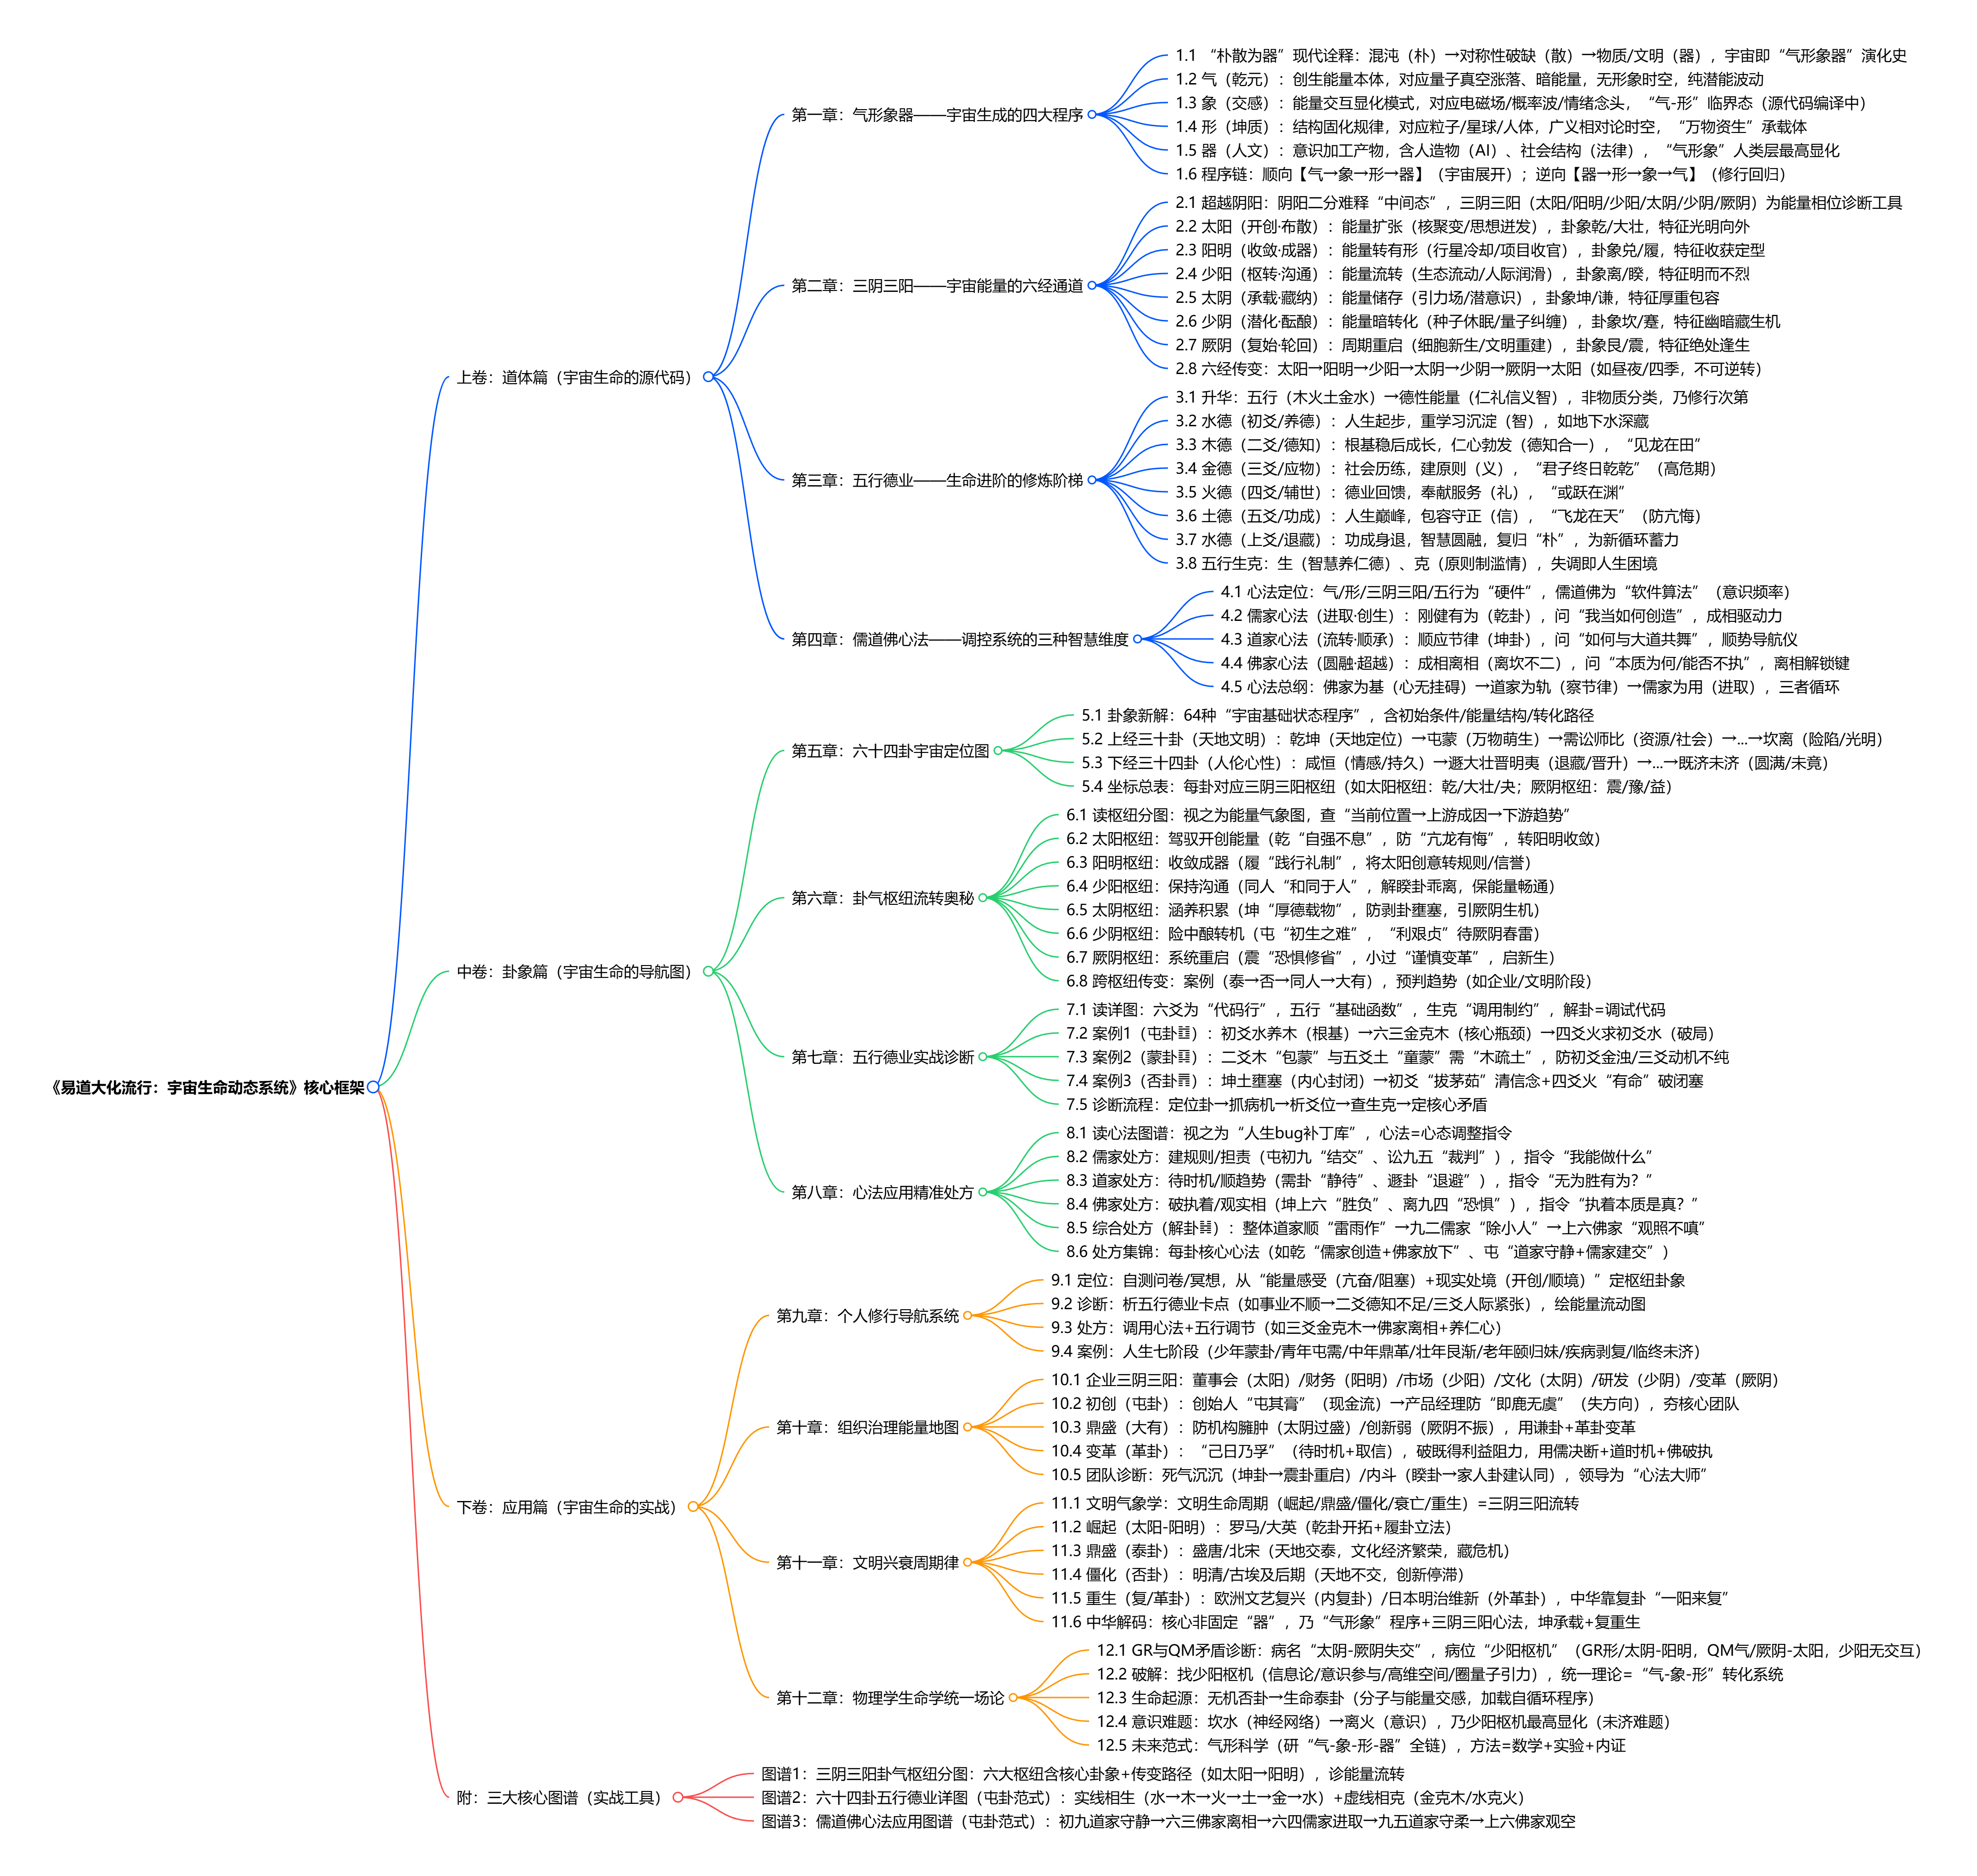 《易道大化流行：宇宙生命动态系统》核心框架
上卷：道体篇（宇宙生命的源代码）
第一章：气形象器——宇宙生成的四大程序
1.1 “朴散为器”现代诠释：混沌（朴）→对称性破缺（散）→物质/文明（器），宇宙即“气形象器”演化史
1.2 气（乾元）：创生能量本体，对应量子真空涨落、暗能量，无形象时空，纯潜能波动
1.3 象（交感）：能量交互显化模式，对应电磁场/概率波/情绪念头，“气-形”临界态（源代码编译中）
1.4 形（坤质）：结构固化规律，对应粒子/星球/人体，广义相对论时空，“万物资生”承载体
1.5 器（人文）：意识加工产物，含人造物（AI）、社会结构（法律），“气形象”人类层最高显化
1.6 程序链：顺向【气→象→形→器】（宇宙展开）；逆向【器→形→象→气】（修行回归）
第二章：三阴三阳——宇宙能量的六经通道
2.1 超越阴阳：阴阳二分难释“中间态”，三阴三阳（太阳/阳明/少阳/太阴/少阴/厥阴）为能量相位诊断工具
2.2 太阳（开创·布散）：能量扩张（核聚变/思想迸发），卦象乾/大壮，特征光明向外
2.3 阳明（收敛·成器）：能量转有形（行星冷却/项目收官），卦象兑/履，特征收获定型
2.4 少阳（枢转·沟通）：能量流转（生态流动/人际润滑），卦象离/睽，特征明而不烈
2.5 太阴（承载·藏纳）：能量储存（引力场/潜意识），卦象坤/谦，特征厚重包容
2.6 少阴（潜化·酝酿）：能量暗转化（种子休眠/量子纠缠），卦象坎/蹇，特征幽暗藏生机
2.7 厥阴（复始·轮回）：周期重启（细胞新生/文明重建），卦象艮/震，特征绝处逢生
2.8 六经传变：太阳→阳明→少阳→太阴→少阴→厥阴→太阳（如昼夜/四季，不可逆转）
第三章：五行德业——生命进阶的修炼阶梯
3.1 升华：五行（木火土金水）→德性能量（仁礼信义智），非物质分类，乃修行次第
3.2 水德（初爻/养德）：人生起步，重学习沉淀（智），如地下水深藏
3.3 木德（二爻/德知）：根基稳后成长，仁心勃发（德知合一），“见龙在田”
3.4 金德（三爻/应物）：社会历练，建原则（义），“君子终日乾乾”（高危期）
3.5 火德（四爻/辅世）：德业回馈，奉献服务（礼），“或跃在渊”
3.6 土德（五爻/功成）：人生巅峰，包容守正（信），“飞龙在天”（防亢悔）
3.7 水德（上爻/退藏）：功成身退，智慧圆融，复归“朴”，为新循环蓄力
3.8 五行生克：生（智慧养仁德）、克（原则制滥情），失调即人生困境
第四章：儒道佛心法——调控系统的三种智慧维度
4.1 心法定位：气/形/三阴三阳/五行为“硬件”，儒道佛为“软件算法”（意识频率）
4.2 儒家心法（进取·创生）：刚健有为（乾卦），问“我当如何创造”，成相驱动力
4.3 道家心法（流转·顺承）：顺应节律（坤卦），问“如何与大道共舞”，顺势导航仪
4.4 佛家心法（圆融·超越）：成相离相（离坎不二），问“本质为何/能否不执”，离相解锁键
4.5 心法总纲：佛家为基（心无挂碍）→道家为轨（察节律）→儒家为用（进取），三者循环
中卷：卦象篇（宇宙生命的导航图）
第五章：六十四卦宇宙定位图
5.1 卦象新解：64种“宇宙基础状态程序”，含初始条件/能量结构/转化路径
5.2 上经三十卦（天地文明）：乾坤（天地定位）→屯蒙（万物萌生）→需讼师比（资源/社会）→...→坎离（险陷/光明）
5.3 下经三十四卦（人伦心性）：咸恒（情感/持久）→遯大壮晋明夷（退藏/晋升）→...→既济未济（圆满/未竟）
5.4 坐标总表：每卦对应三阴三阳枢纽（如太阳枢纽：乾/大壮/夬；厥阴枢纽：震/豫/益）
第六章：卦气枢纽流转奥秘
6.1 读枢纽分图：视之为能量气象图，查“当前位置→上游成因→下游趋势”
6.2 太阳枢纽：驾驭开创能量（乾“自强不息”，防“亢龙有悔”，转阳明收敛）
6.3 阳明枢纽：收敛成器（履“践行礼制”，将太阳创意转规则/信誉）
6.4 少阳枢纽：保持沟通（同人“和同于人”，解睽卦乖离，保能量畅通）
6.5 太阴枢纽：涵养积累（坤“厚德载物”，防剥卦壅塞，引厥阴生机）
6.6 少阴枢纽：险中酿转机（屯“初生之难”，“利艰贞”待厥阴春雷）
6.7 厥阴枢纽：系统重启（震“恐惧修省”，小过“谨慎变革”，启新生）
6.8 跨枢纽传变：案例（泰→否→同人→大有），预判趋势（如企业/文明阶段）
第七章：五行德业实战诊断
7.1 读详图：六爻为“代码行”，五行“基础函数”，生克“调用制约”，解卦=调试代码
7.2 案例1（屯卦䷂）：初爻水养木（根基）→六三金克木（核心瓶颈）→四爻火求初爻水（破局）
7.3 案例2（蒙卦䷃）：二爻木“包蒙”与五爻土“童蒙”需“木疏土”，防初爻金浊/三爻动机不纯
7.4 案例3（否卦䷋）：坤土壅塞（内心封闭）→初爻“拔茅茹”清信念+四爻火“有命”破闭塞
7.5 诊断流程：定位卦→抓病机→析爻位→查生克→定核心矛盾
第八章：心法应用精准处方
8.1 读心法图谱：视之为“人生bug补丁库”，心法=心态调整指令
8.2 儒家处方：建规则/担责（屯初九“结交”、讼九五“裁判”），指令“我能做什么”
8.3 道家处方：待时机/顺趋势（需卦“静待”、遯卦“退避”），指令“无为胜有为？”
8.4 佛家处方：破执着/观实相（坤上六“胜负”、离九四“恐惧”），指令“执着本质是真？”
8.5 综合处方（解卦䷧）：整体道家顺“雷雨作”→九二儒家“除小人”→上六佛家“观照不嗔”
8.6 处方集锦：每卦核心心法（如乾“儒家创造+佛家放下”、屯“道家守静+儒家建交”）
下卷：应用篇（宇宙生命的实战）
第九章：个人修行导航系统
9.1 定位：自测问卷/冥想，从“能量感受（亢奋/阻塞）+现实处境（开创/顺境）”定枢纽卦象
9.2 诊断：析五行德业卡点（如事业不顺→二爻德知不足/三爻人际紧张），绘能量流动图
9.3 处方：调用心法+五行调节（如三爻金克木→佛家离相+养仁心）
9.4 案例：人生七阶段（少年蒙卦/青年屯需/中年鼎革/壮年艮渐/老年颐归妹/疾病剥复/临终未济）
第十章：组织治理能量地图
10.1 企业三阴三阳：董事会（太阳）/财务（阳明）/市场（少阳）/文化（太阴）/研发（少阴）/变革（厥阴）
10.2 初创（屯卦）：创始人“屯其膏”（现金流）→产品经理防“即鹿无虞”（失方向），夯核心团队
10.3 鼎盛（大有）：防机构臃肿（太阴过盛）/创新弱（厥阴不振），用谦卦+革卦变革
10.4 变革（革卦）：“己日乃孚”（待时机+取信），破既得利益阻力，用儒决断+道时机+佛破执
10.5 团队诊断：死气沉沉（坤卦→震卦重启）/内斗（睽卦→家人卦建认同），领导为“心法大师”
第十一章：文明兴衰周期律
11.1 文明气象学：文明生命周期（崛起/鼎盛/僵化/衰亡/重生）=三阴三阳流转
11.2 崛起（太阳-阳明）：罗马/大英（乾卦开拓+履卦立法）
11.3 鼎盛（泰卦）：盛唐/北宋（天地交泰，文化经济繁荣，藏危机）
11.4 僵化（否卦）：明清/古埃及后期（天地不交，创新停滞）
11.5 重生（复/革卦）：欧洲文艺复兴（内复卦）/日本明治维新（外革卦），中华靠复卦“一阳来复”
11.6 中华解码：核心非固定“器”，乃“气形象”程序+三阴三阳心法，坤承载+复重生
第十二章：物理学生命学统一场论
12.1 GR与QM矛盾诊断：病名“太阴-厥阴失交”，病位“少阳枢机”（GR形/太阴-阳明，QM气/厥阴-太阳，少阳无交互）
12.2 破解：找少阳枢机（信息论/意识参与/高维空间/圈量子引力），统一理论=“气-象-形”转化系统
12.3 生命起源：无机否卦→生命泰卦（分子与能量交感，加载自循环程序）
12.4 意识难题：坎水（神经网络）→离火（意识），乃少阳枢机最高显化（未济难题）
12.5 未来范式：气形科学（研“气-象-形-器”全链），方法=数学+实验+内证
附：三大核心图谱（实战工具）
图谱1：三阴三阳卦气枢纽分图：六大枢纽含核心卦象+传变路径（如太阳→阳明），诊能量流转
图谱2：六十四卦五行德业详图（屯卦范式）：实线相生（水→木→火→土→金→水）+虚线相克（金克木/水克火）
图谱3：儒道佛心法应用图谱（屯卦范式）：初九道家守静→六三佛家离相→六四儒家进取→九五道家守柔→上六佛家观空